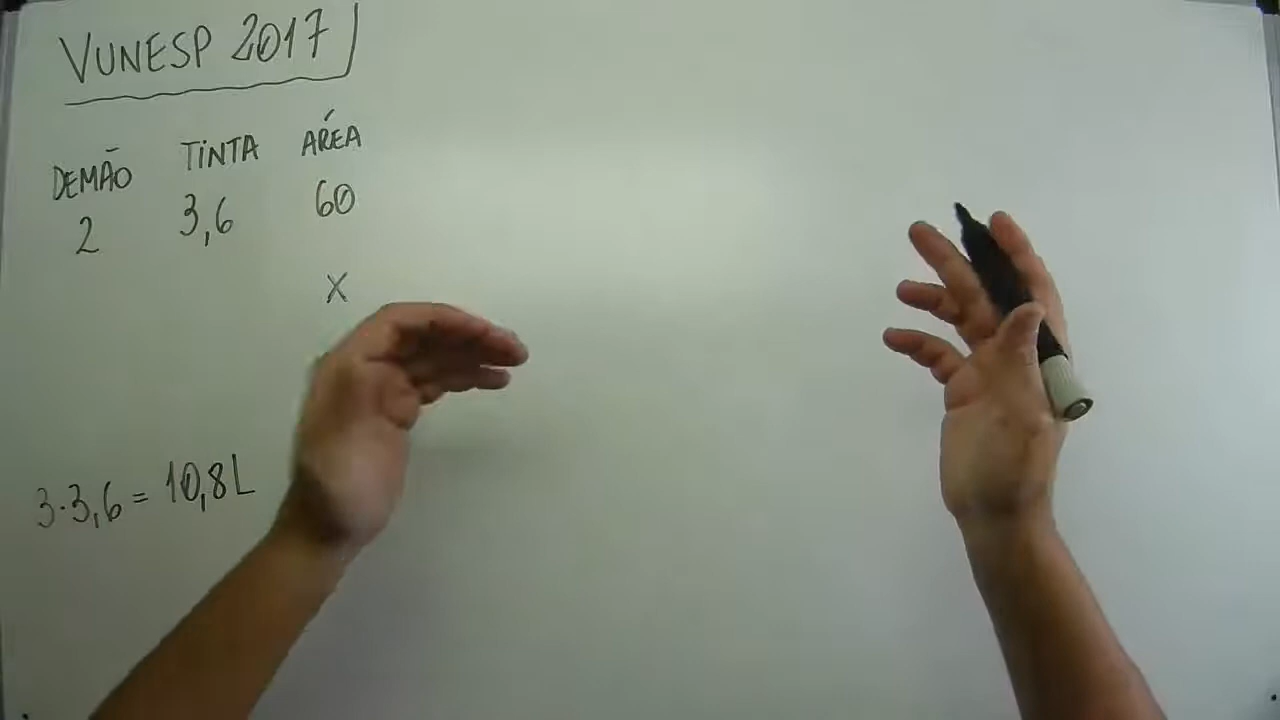 VUNESP 2017
DEMÃO TINTA ÁREA
2 3,6 60
X
3·3,6 = 10,8L